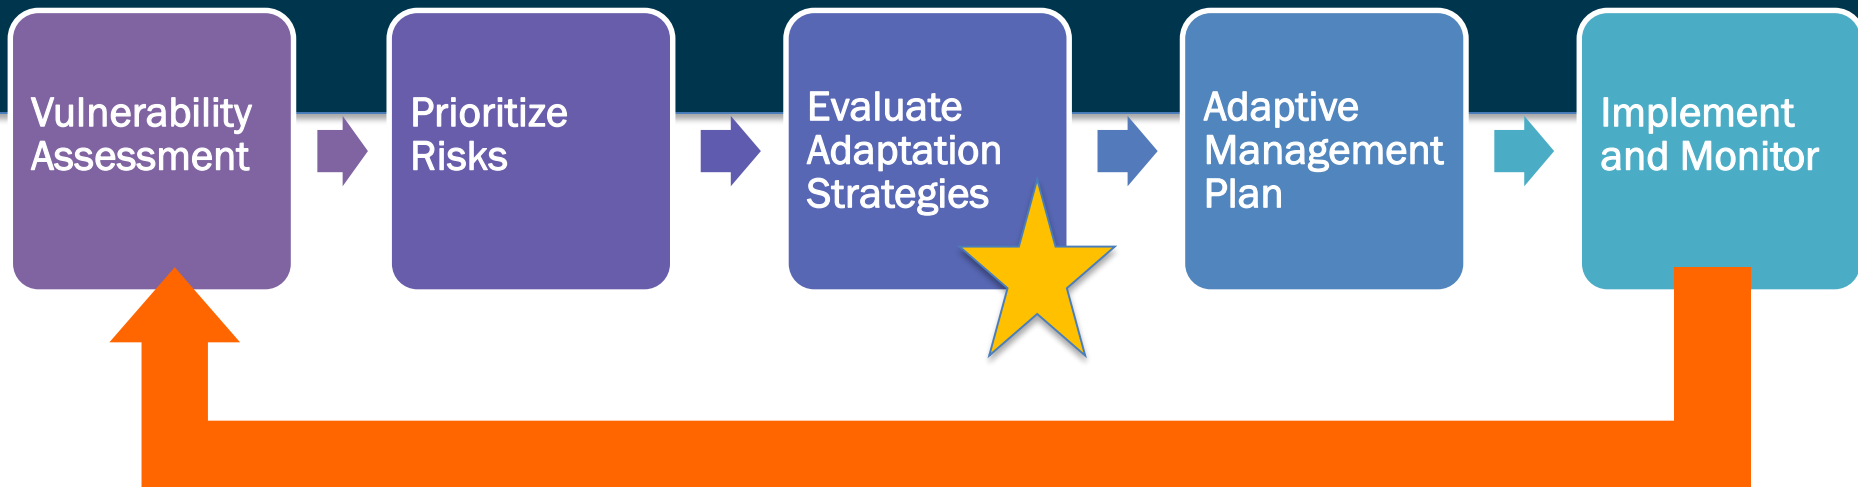 Vulnerability
Assessment
Prioritize
Risks
Evaluate
Adaptation
Strategies
Adaptive
Management
Plan
Implement
and Monitor